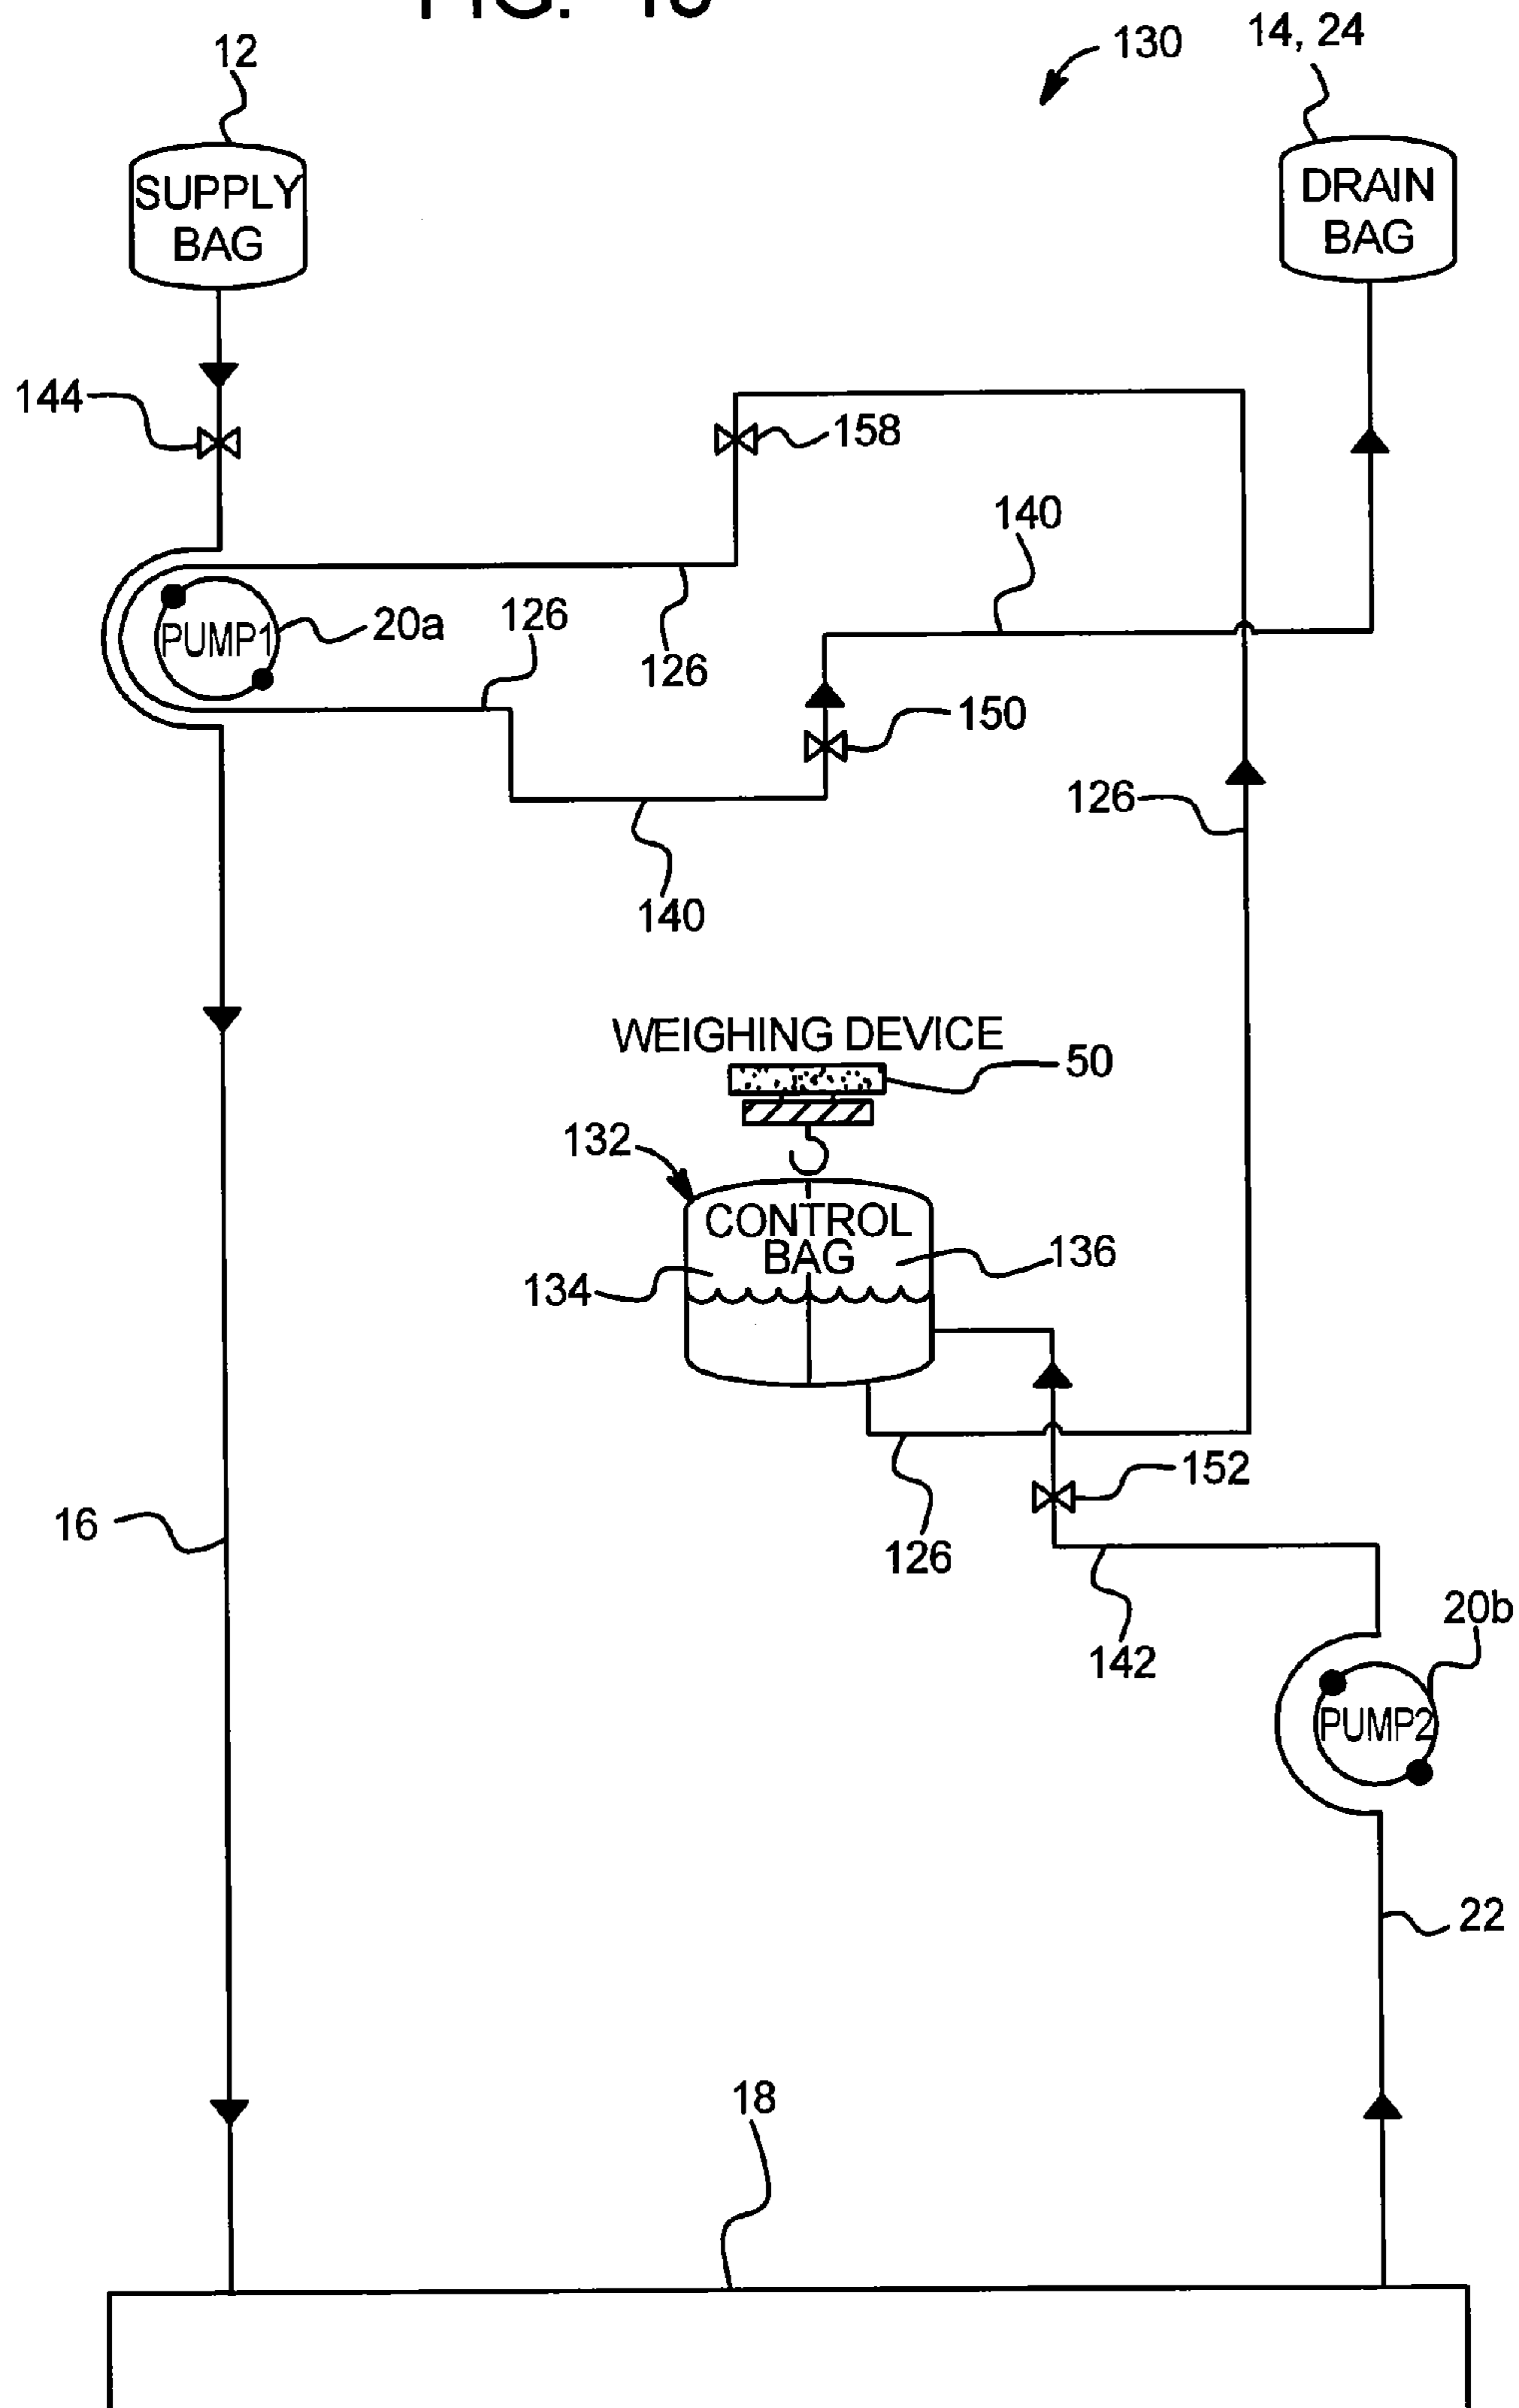 12
130
14, 24
SUPPLY
BAG
DRAIN
BAG
144
158
140
126
20a
PUMP1
126
150
126
140
WEIGHING DEVICE
50
132
CONTROL
BAG
136
134
152
16
126
20b
142
PUMP2
22
18